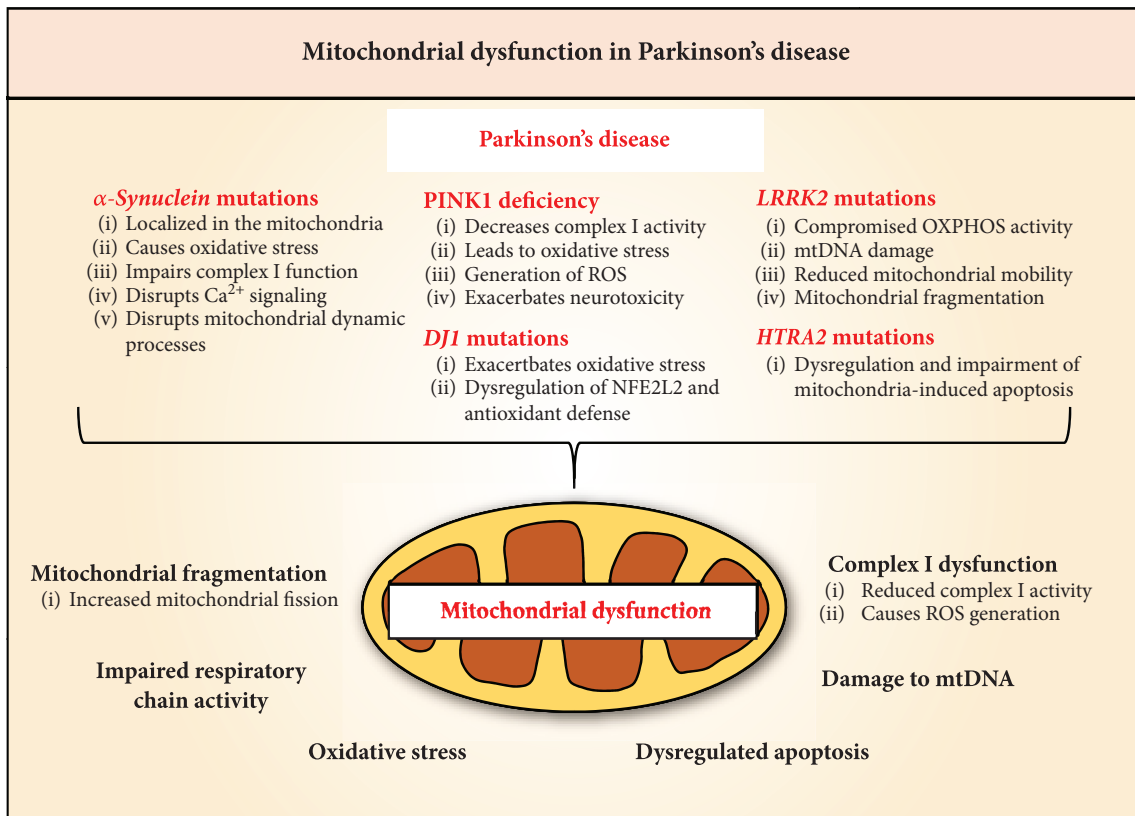 Mitochondrial dysfunction in Parkinson's disease
Parkinson's disease
α-Synuclein mutations
(i) Localized in the mitochondria
(ii) Causes oxidative stress
(iii) Impairs complex I function
(iv) Disrupts Ca²⁺ signaling
(v) Disrupts mitochondrial dynamic
processes
PINK1 deficiency
(i) Decreases complex I activity
(ii) Leads to oxidative stress
(iii) Generation of ROS
(iv) Exacerbates neurotoxicity
DJ1 mutations
(i) Exacertbates oxidative stress
(ii) Dysregulation of NFE2L2 and
antioxidant defense
LRRK2 mutations
(i) Compromised OXPHOS activity
(ii) mtDNA damage
(iii) Reduced mitochondrial mobility
(iv) Mitochondrial fragmentation
HTRA2 mutations
(i) Dysregulation and impairment of
mitochondria-induced apoptosis
Mitochondrial fragmentation
(i) Increased mitochondrial fission
Impaired respiratory
chain activity
Oxidative stress
Mitochondrial dysfunction
Complex I dysfunction
(i) Reduced complex I activity
(ii) Causes ROS generation
Damage to mtDNA
Dysregulated apoptosis